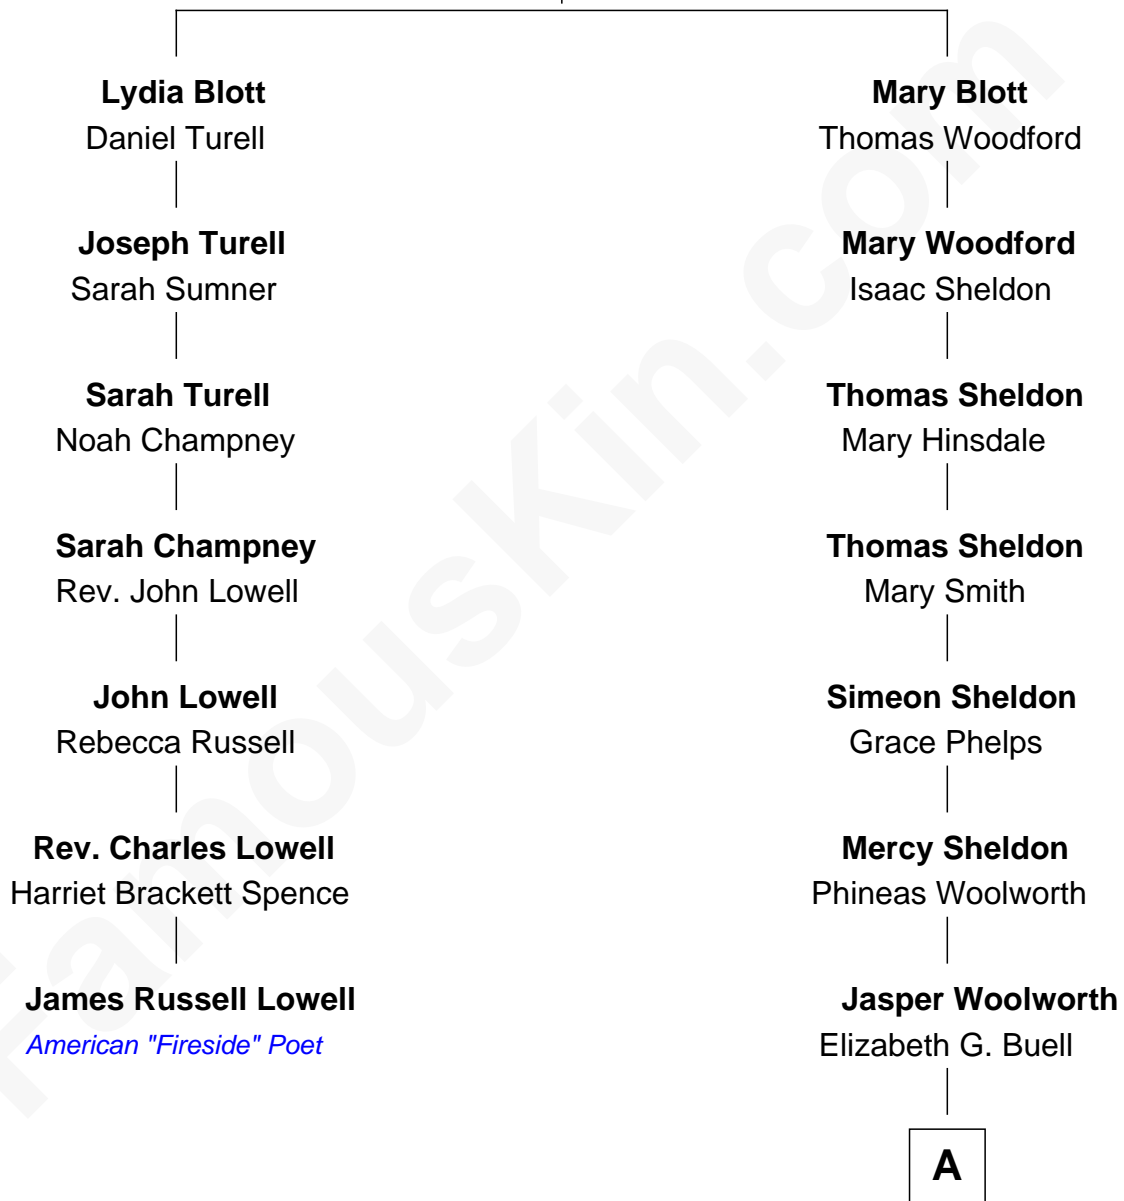 Lydia Blott
Daniel Turell
Joseph Turell
Sarah Sumner
Sarah Turell
Noah Champney
Sarah Champney
Rev. John Lowell
John Lowell
Rebecca Russell
Rev. Charles Lowell
Harriet Brackett Spence
James Russell Lowell
American "Fireside" Poet
Mary Blott
Thomas Woodford
Mary Woodford
Isaac Sheldon
Thomas Sheldon
Mary Hinsdale
Thomas Sheldon
Mary Smith
Simeon Sheldon
Grace Phelps
Mercy Sheldon
Phineas Woolworth
Jasper Woolworth
Elizabeth G. Buell
A
FamousKin.com